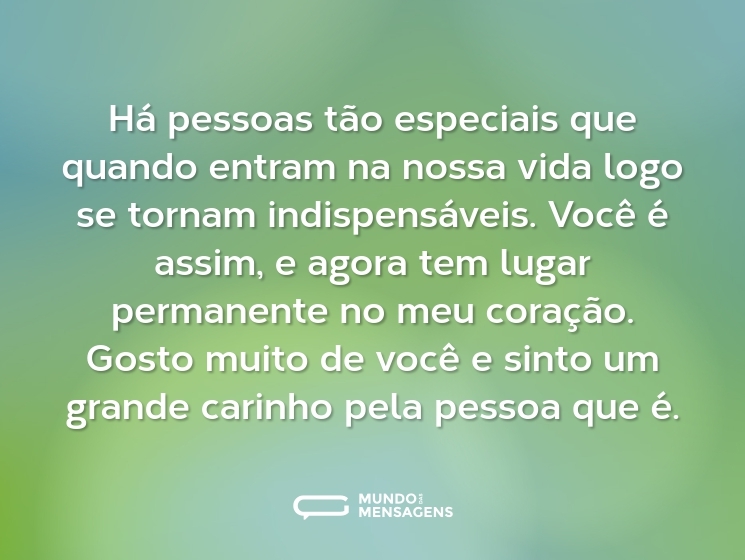 Há pessoas tão especiais que
quando entram na nossa vida logo
se tornam indispensáveis. Você é
assim, e agora tem lugar
permanente no meu coração.
Gosto muito de você e sinto um
grande carinho pela pessoa que é.
MUNDO DAS
MENSAGENS